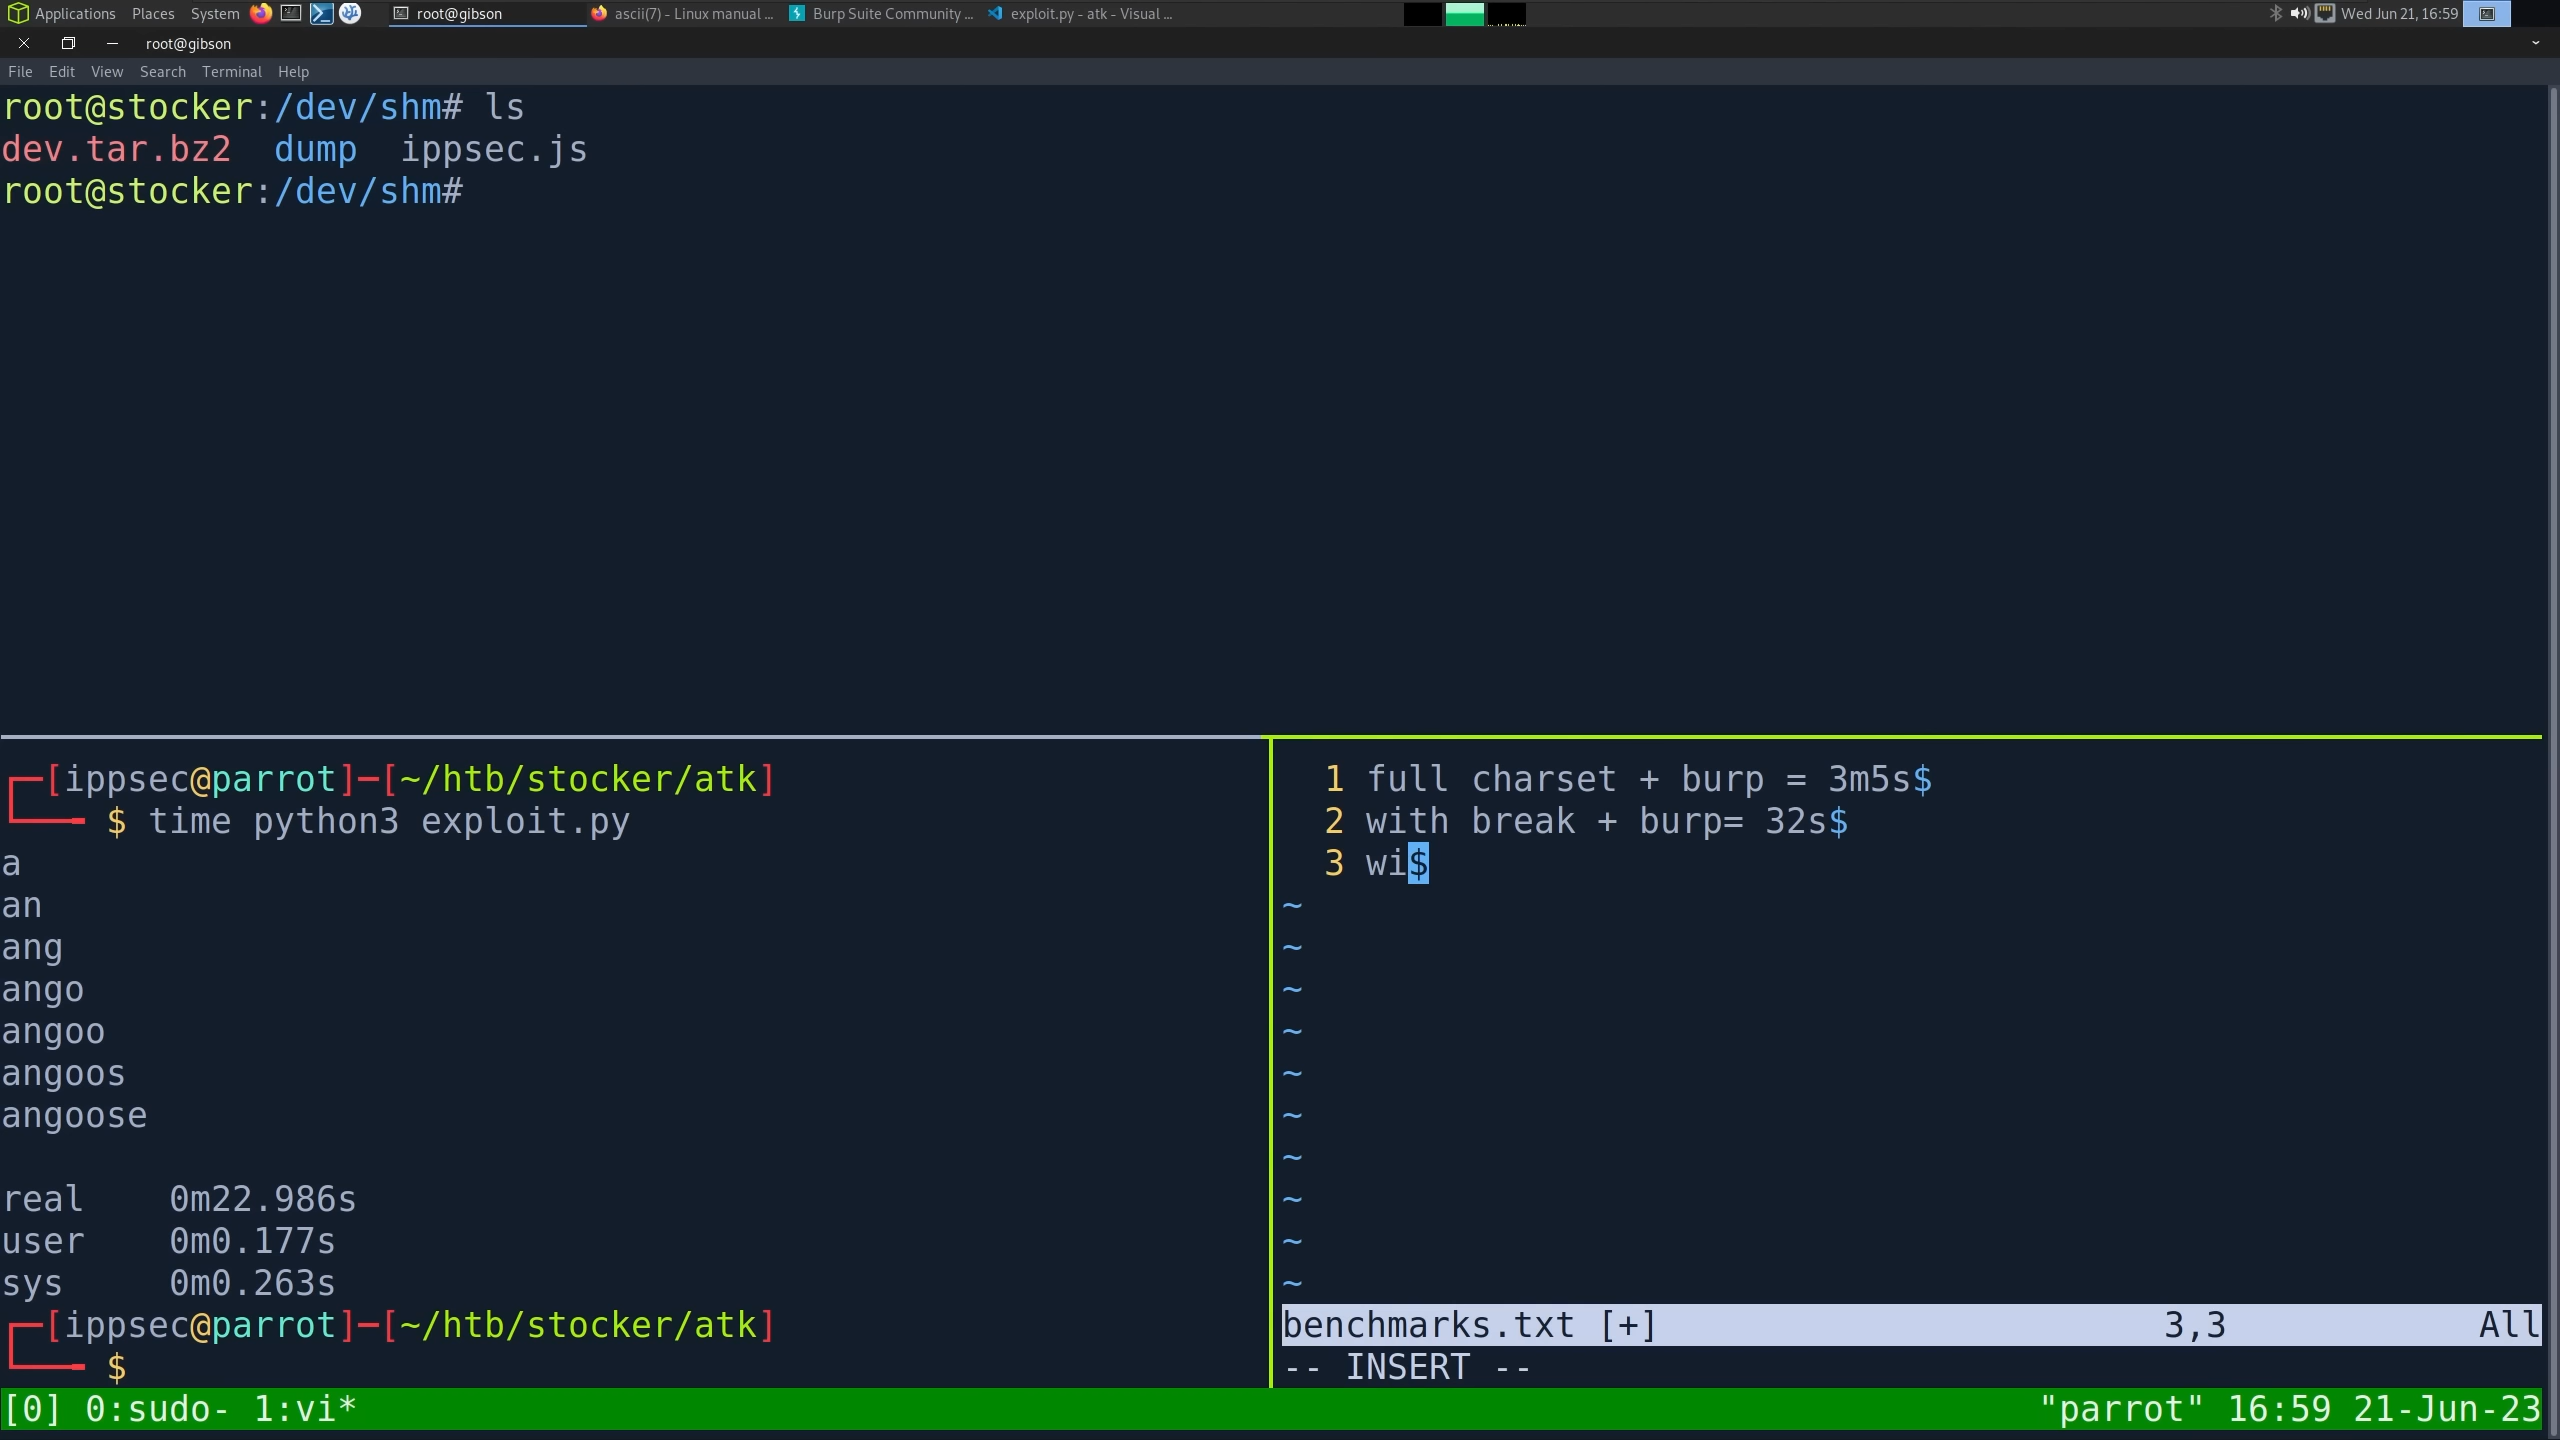 Applications Places System root@gibson ascii(7) - Linux manual ... Burp Suite Community ... exploit.py - atk - Visual ... Wed Jun 21, 16:59
root@gibson
File Edit View Search Terminal Help
root@stocker:/dev/shm# ls
dev.tar.bz2 dump ippsec.js
root@stocker:/dev/shm#
[ippsec@parrot]─[~/htb/stocker/atk]
$ time python3 exploit.py
a
an
ang
ango
angoo
angoos
angoose
real 0m22.986s
user 0m0.177s
sys 0m0.263s
[ippsec@parrot]─[~/htb/stocker/atk]
$
1 full charset + burp = 3m5s$
2 with break + burp= 32s$
3 wi$
~
~
~
~
~
~
~
~
~
~
benchmarks.txt [+] 3,3 All
-- INSERT --
[0] 0:sudo- 1:vi* "parrot" 16:59 21-Jun-23